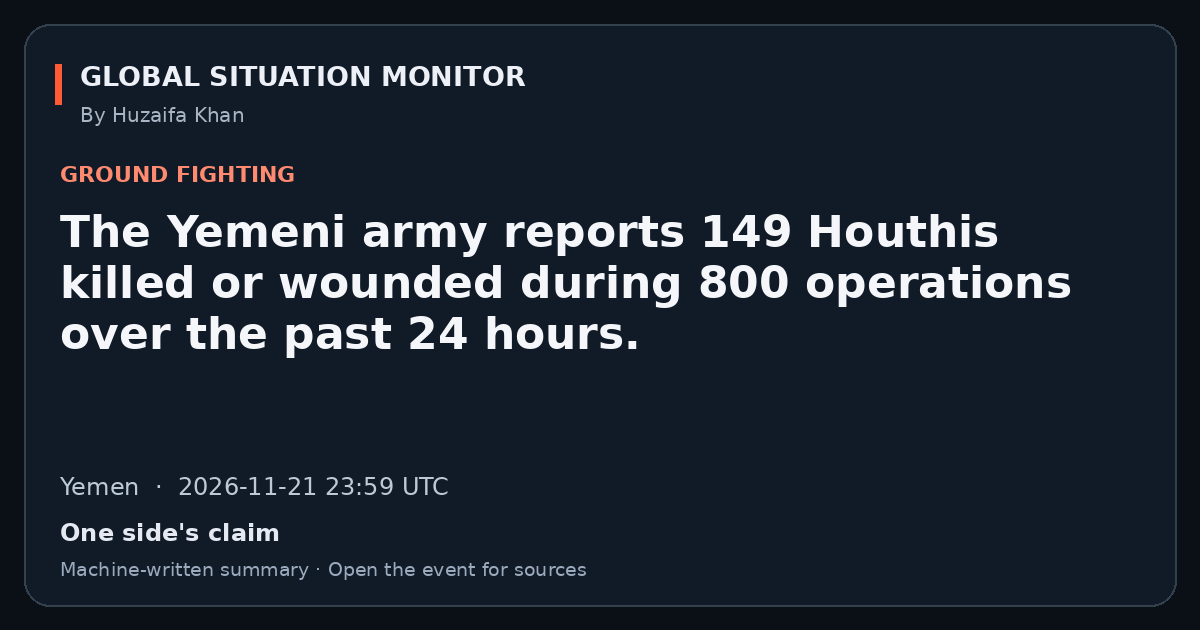 GLOBAL SITUATION MONITOR
By Huzaifa Khan
GROUND FIGHTING
The Yemeni army reports 149 Houthis
killed or wounded during 800 operations
over the past 24 hours.
Yemen · 2026-11-21 23:59 UTC
One side's claim
Machine-written summary · Open the event for sources